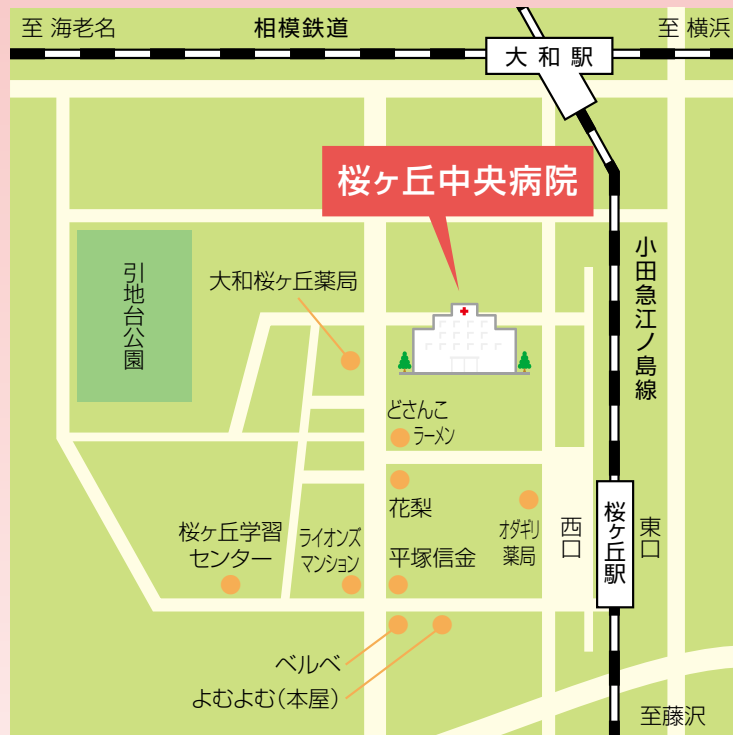 至 海老名
相模鉄道
至 横浜
大和駅
桜ヶ丘中央病院
小田急江ノ島線
引地台公園
大和桜ヶ丘薬局
どさんこ
ラーメン
花梨
オダギリ
薬局
西口
桜ヶ丘駅
東口
桜ヶ丘学習
センター
ライオンズ
マンション
平塚信金
ベルベ
よむよむ(本屋)
至藤沢